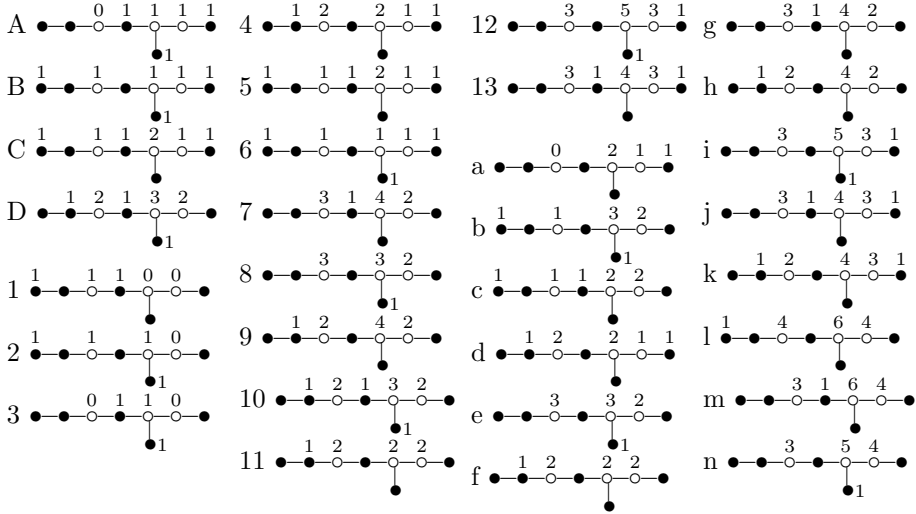 A 0 1 1 1 1
1
B 1 1 1 1 1
1
C 1 1 1 2 1 1
D 1 2 1 3 2
1
1 1 1 1 0 0
2 1 1 1 0
1
3 0 1 1 0
1
4 1 2 2 1 1
5 1 1 1 2 1 1
6 1 1 1 1 1
1
7 3 1 4 2
8 3 3 2
1
9 1 2 4 2
10 1 2 1 3 2
1
11 1 2 2 2
12 3 5 3 1
1
13 3 1 4 3 1
a 0 2 1 1
b 1 1 3 2
1
c 1 1 1 2 2
d 1 2 2 1 1
e 3 3 2
1
f 1 2 2 2
g 3 1 4 2
h 1 2 4 2
i 3 5 3 1
1
j 3 1 4 3 1
k 1 2 4 3 1
l 1 4 6 4
m 3 1 6 4
n 3 5 4
1